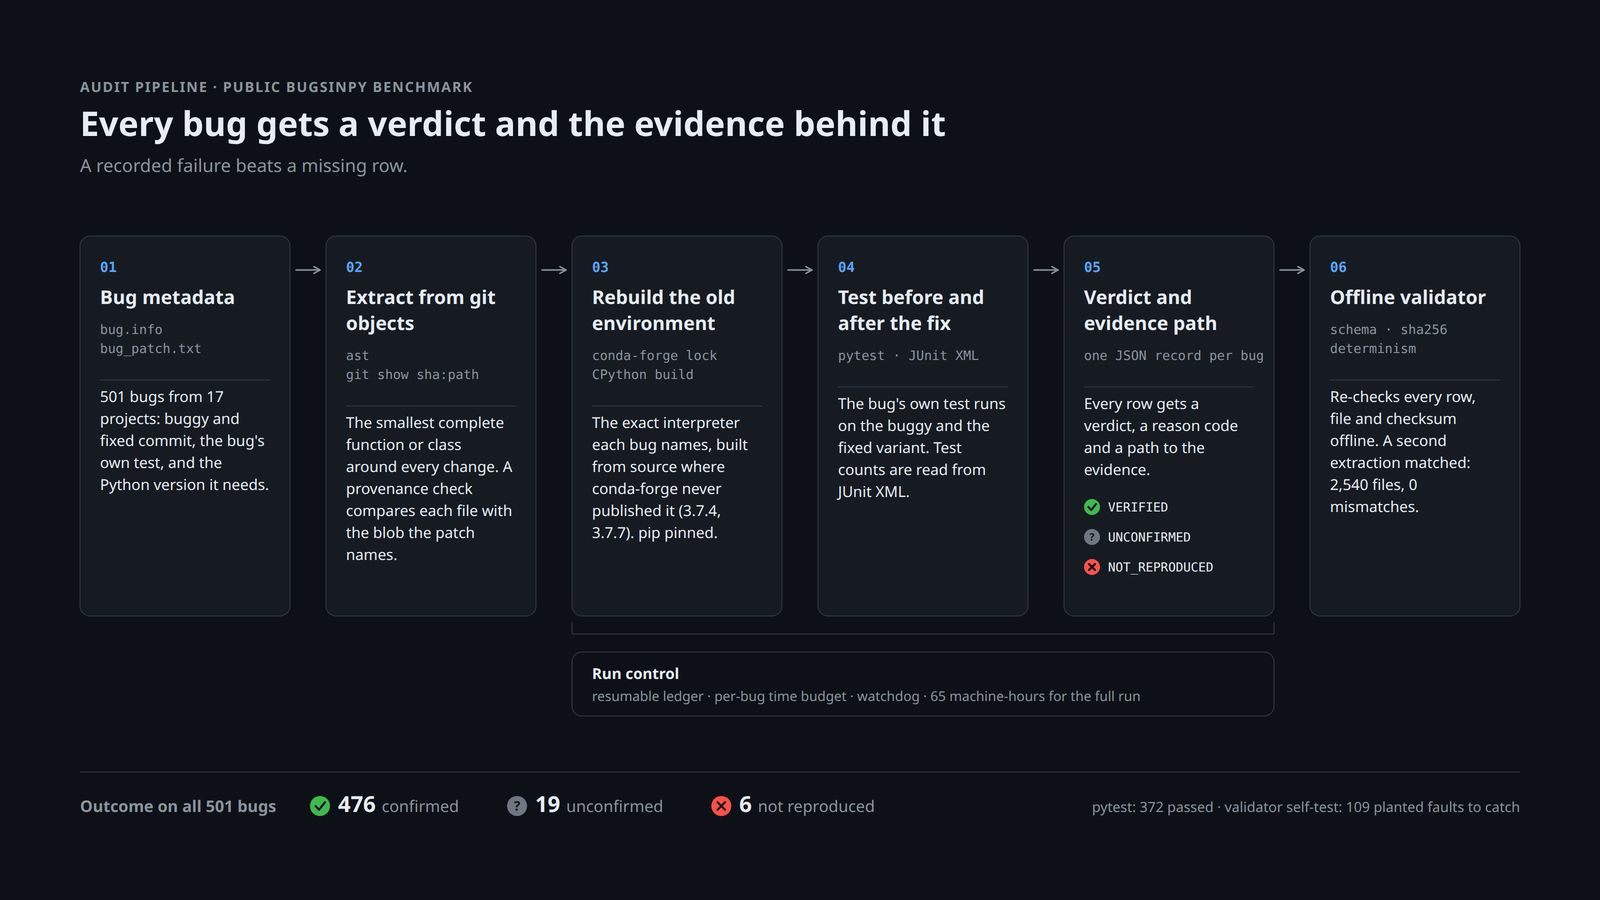 AUDIT PIPELINE · PUBLIC BUGSINPY BENCHMARK
Every bug gets a verdict and the evidence behind it
A recorded failure beats a missing row.
01
Bug metadata
bug.info
bug_patch.txt
501 bugs from 17
projects: buggy and
fixed commit, the bug's
own test, and the
Python version it needs.
02
Extract from git
objects
ast
git show sha:path
The smallest complete
function or class
around every change. A
provenance check
compares each file with
the blob the patch
names.
03
Rebuild the old
environment
conda-forge lock
CPython build
The exact interpreter
each bug names, built
from source where
conda-forge never
published it (3.7.4,
3.7.7). pip pinned.
04
Test before and
after the fix
pytest · JUnit XML
The bug's own test runs
on the buggy and the
fixed variant. Test
counts are read from
JUnit XML.
05
Verdict and
evidence path
one JSON record per bug
Every row gets a
verdict, a reason code
and a path to the
evidence.
VERIFIED
? UNCONFIRMED
NOT_REPRODUCED
06
Offline validator
schema · sha256
determinism
Re-checks every row,
file and checksum
offline. A second
extraction matched:
2,540 files, 0
mismatches.
Run control
resumable ledger · per-bug time budget · watchdog · 65 machine-hours for the full run
Outcome on all 501 bugs
476 confirmed
? 19 unconfirmed
6 not reproduced
pytest: 372 passed · validator self-test: 109 planted faults to catch